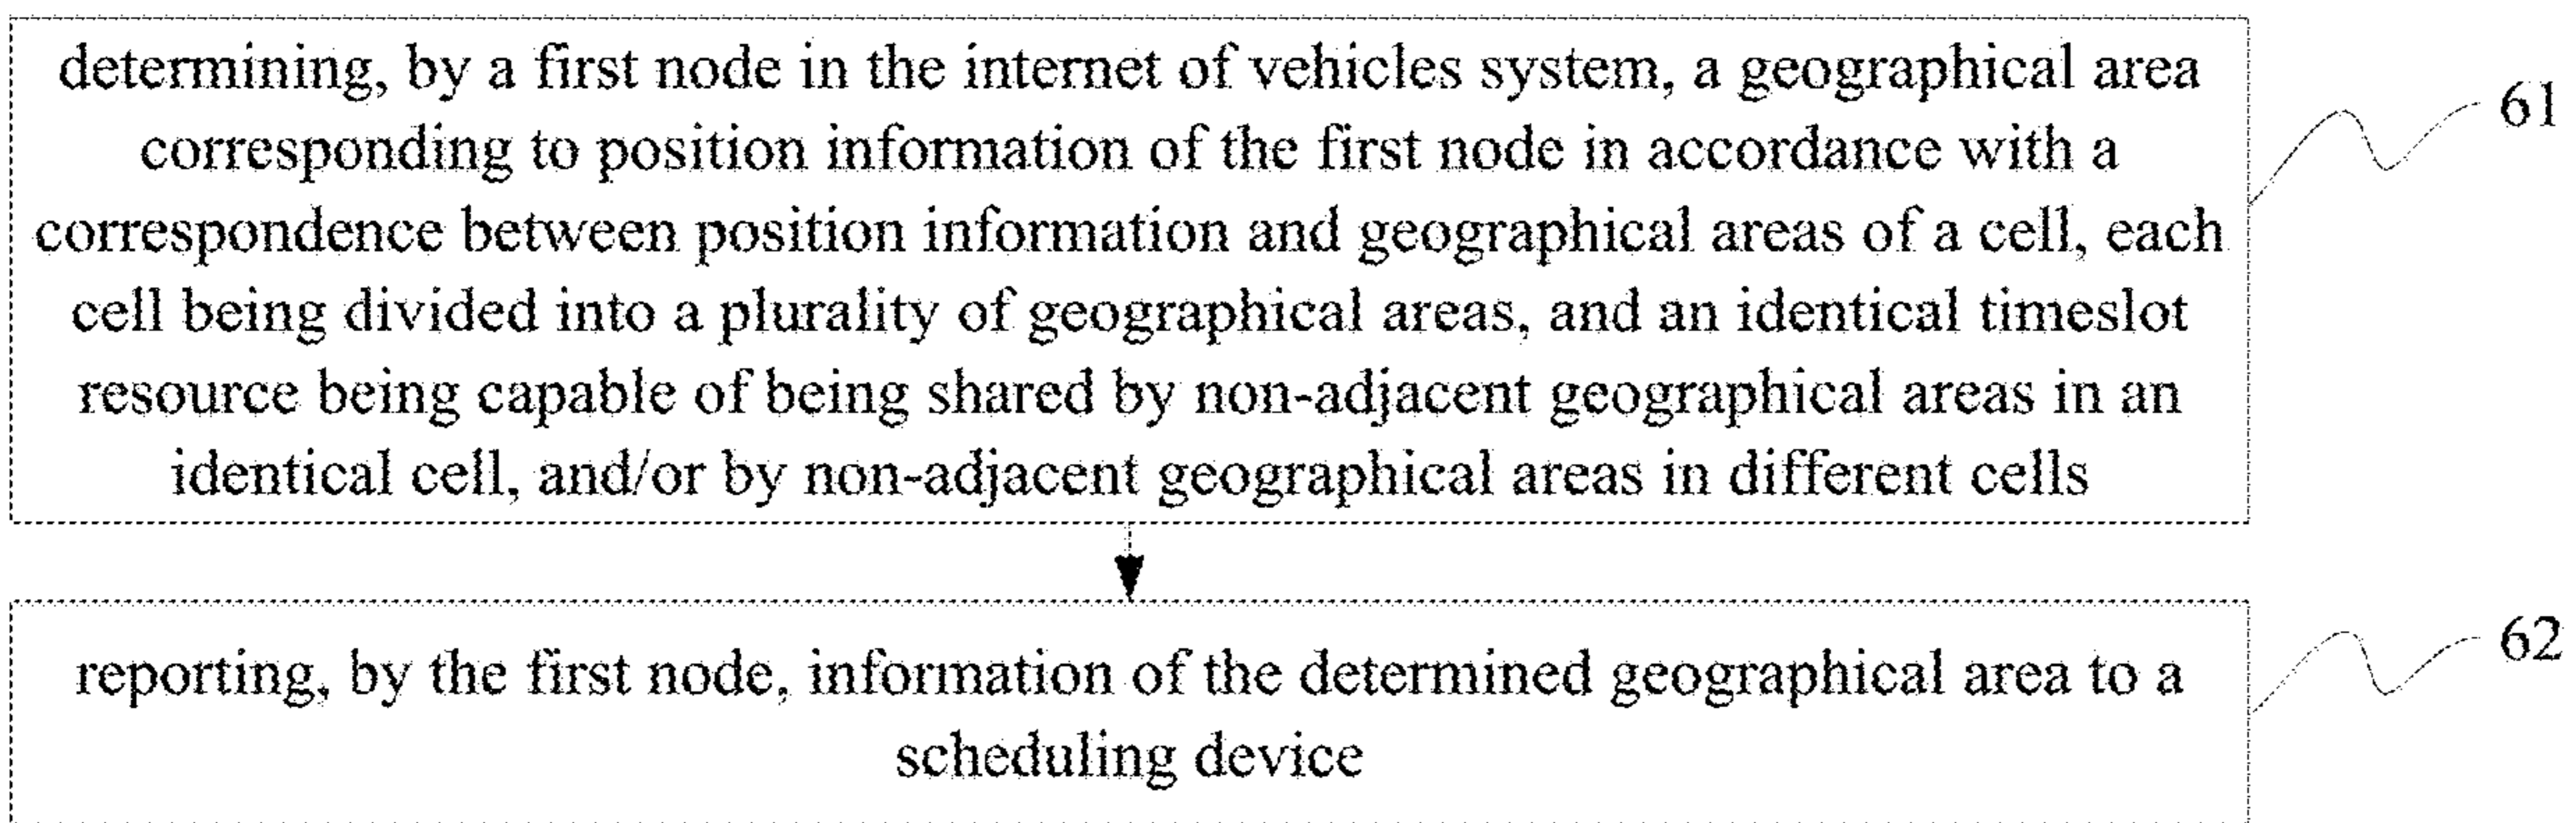 determining, by a first node in the internet of vehicles system, a geographical area
corresponding to position information of the first node in accordance with a
correspondence between position information and geographical areas of a cell, each
cell being divided into a plurality of geographical areas, and an identical timeslot
resource being capable of being shared by non-adjacent geographical areas in an
identical cell, and/or by non-adjacent geographical areas in different cells
61
reporting, by the first node, information of the determined geographical area to a
scheduling device
62